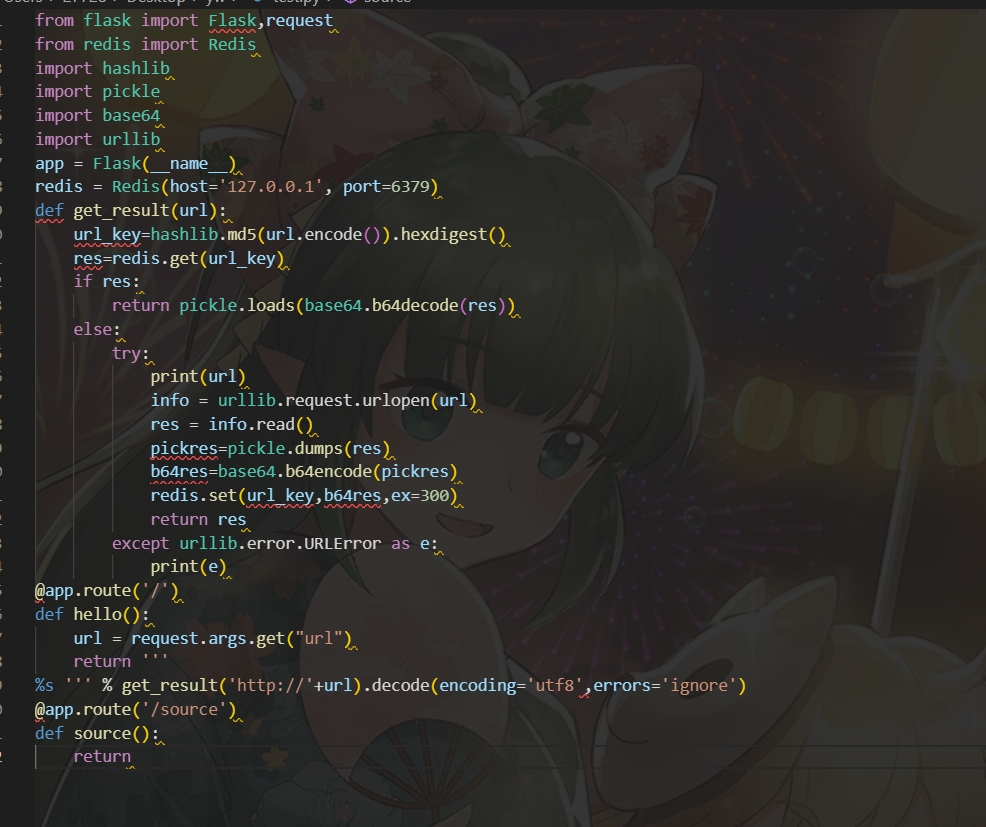 from flask import Flask,request
from redis import Redis
import hashlib
import pickle
import base64
import urllib
app = Flask(__name__)
redis = Redis(host='127.0.0.1', port=6379)
def get_result(url):
    url_key=hashlib.md5(url.encode()).hexdigest()
    res=redis.get(url_key)
    if res:
        return pickle.loads(base64.b64decode(res))
    else:
        try:
            print(url)
            info = urllib.request.urlopen(url)
            res = info.read()
            pickres=pickle.dumps(res)
            b64res=base64.b64encode(pickres)
            redis.set(url_key,b64res,ex=300)
            return res
        except urllib.error.URLError as e:
            print(e)
@app.route('/')
def hello():
    url = request.args.get("url")
    return '''
%s ''' % get_result('http://'+url).decode(encoding='utf8',errors='ignore')
@app.route('/source')
def source():
    return